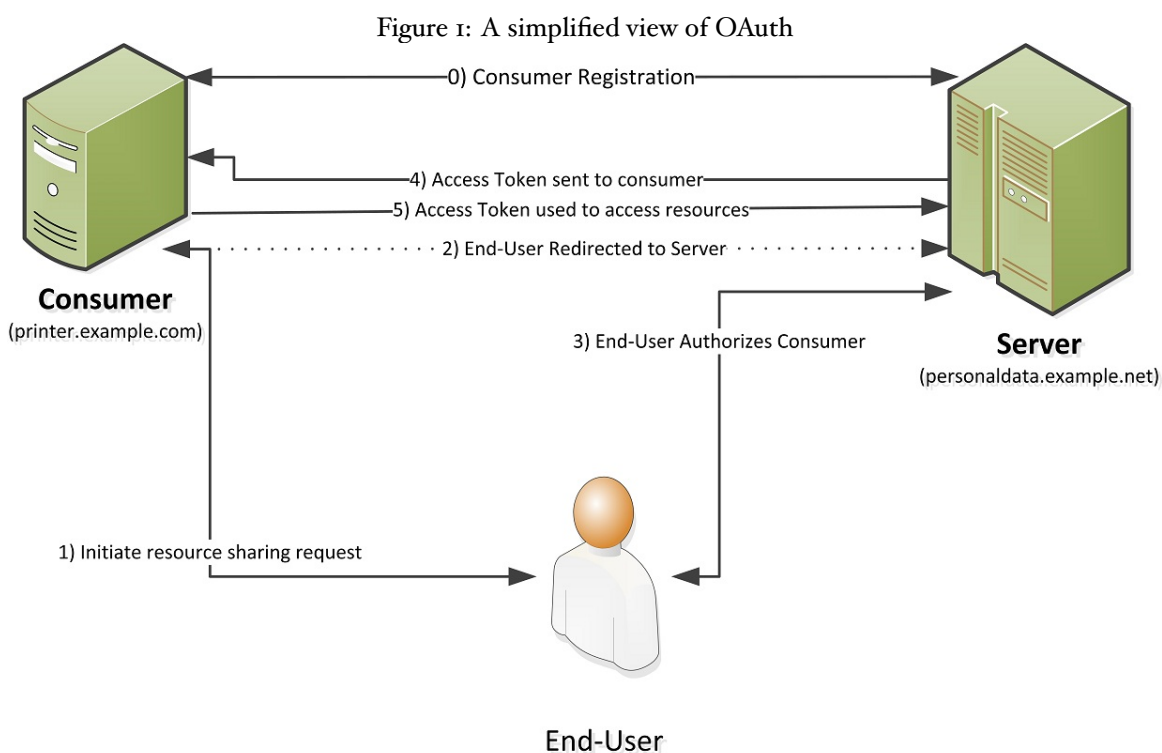 Figure 1: A simplified view of OAuth
0) Consumer Registration
4) Access Token sent to consumer
5) Access Token used to access resources
2) End-User Redirected to Server
Consumer
(printer.example.com)
3) End-User Authorizes Consumer
Server
(personaldata.example.net)
1) Initiate resource sharing request
End-User